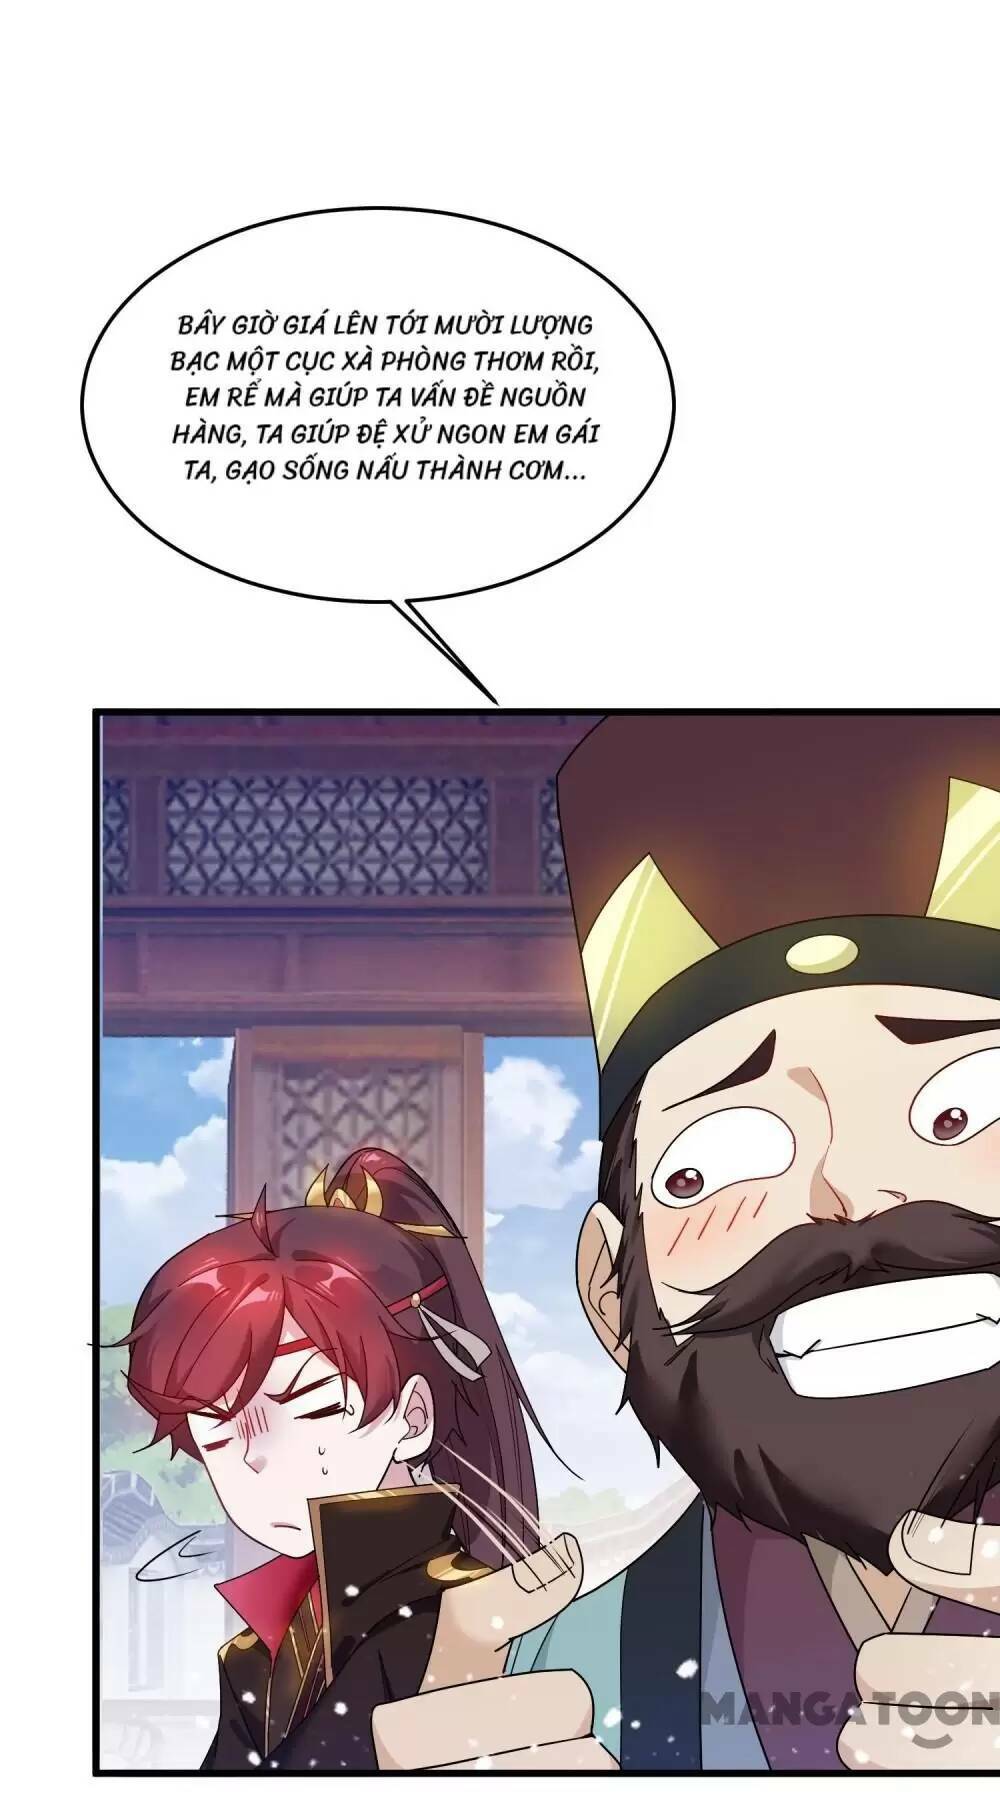 BÂY GIỜ GIÁ LÊN TỚI MƯỜI LƯỢNG
BẠC MỘT CỤC XÀ PHÒNG THƠM RỒI,
EM RỂ MÀ GIÚP TA VẤN ĐỀ NGUỒN
HÀNG, TA GIÚP ĐỆ XỬ NGON EM GÁI
TA, GẠO SỐNG NẤU THÀNH CƠM...
MANGATOON